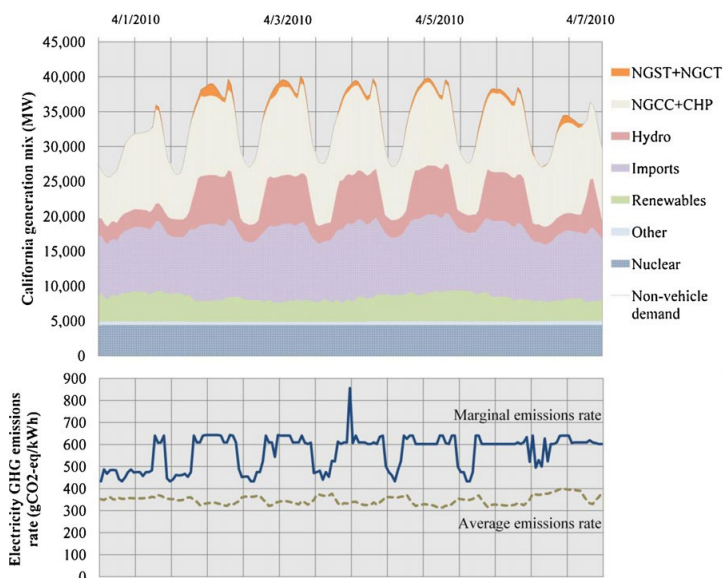 4/1/2010 4/3/2010 4/5/2010 4/7/2010
45,000
40,000
35,000
30,000
25,000
20,000
15,000
10,000
5,000
0
California generation mix (MW)
NGST+NGCT
NGCC+CHP
Hydro
Imports
Renewables
Other
Nuclear
Non-vehicle
demand
900
800
700
600
500
400
300
200
100
0
Electricity GHG emissions
rate (gCO2-eq/kWh)
Marginal emissions rate
Average emissions rate